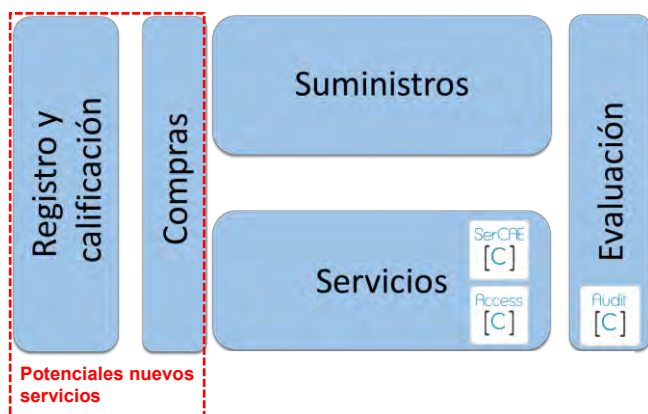 Registro y
calificación
Compras
Suministros
Servicios
SerCAE
[C]
Access
[C]
Evaluación
Audit
[C]
Potenciales nuevos
servicios